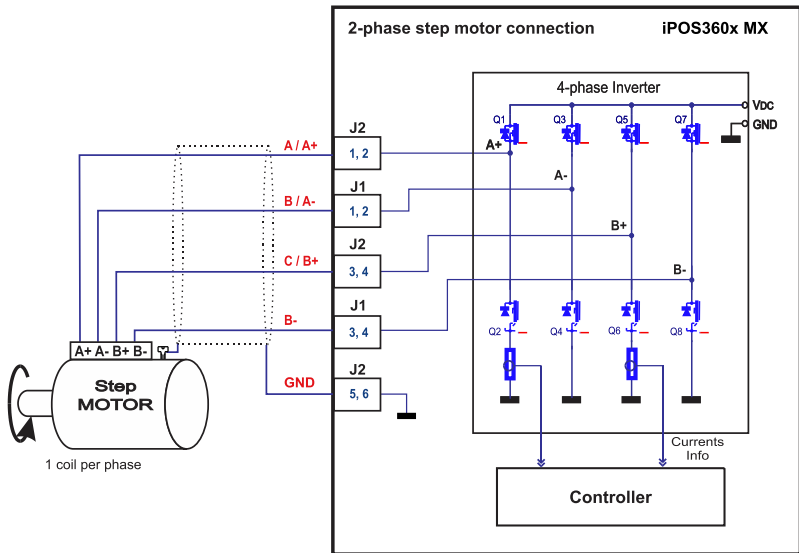 2-phase step motor connection
iPOS360x MX
4-phase Inverter
VDC
GND
Q1
Q3
Q5
Q7
A / A+
J2
1, 2
A+
B / A-
J1
1, 2
A-
C / B+
J2
3, 4
B+
B-
J1
3, 4
B-
Q2
Q4
Q6
Q8
A+ A- B+ B-
Step
MOTOR
GND
J2
5, 6
1 coil per phase
Currents
Info
Controller